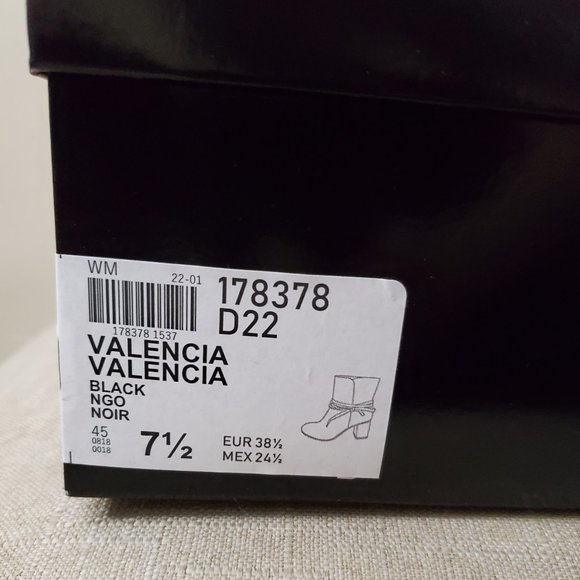 WM
22-01
178378 1537
178378
D22
VALENCIA
VALENCIA
BLACK
NGO
NOIR
45
0818
0018
7½
EUR 38½
MEX 24½